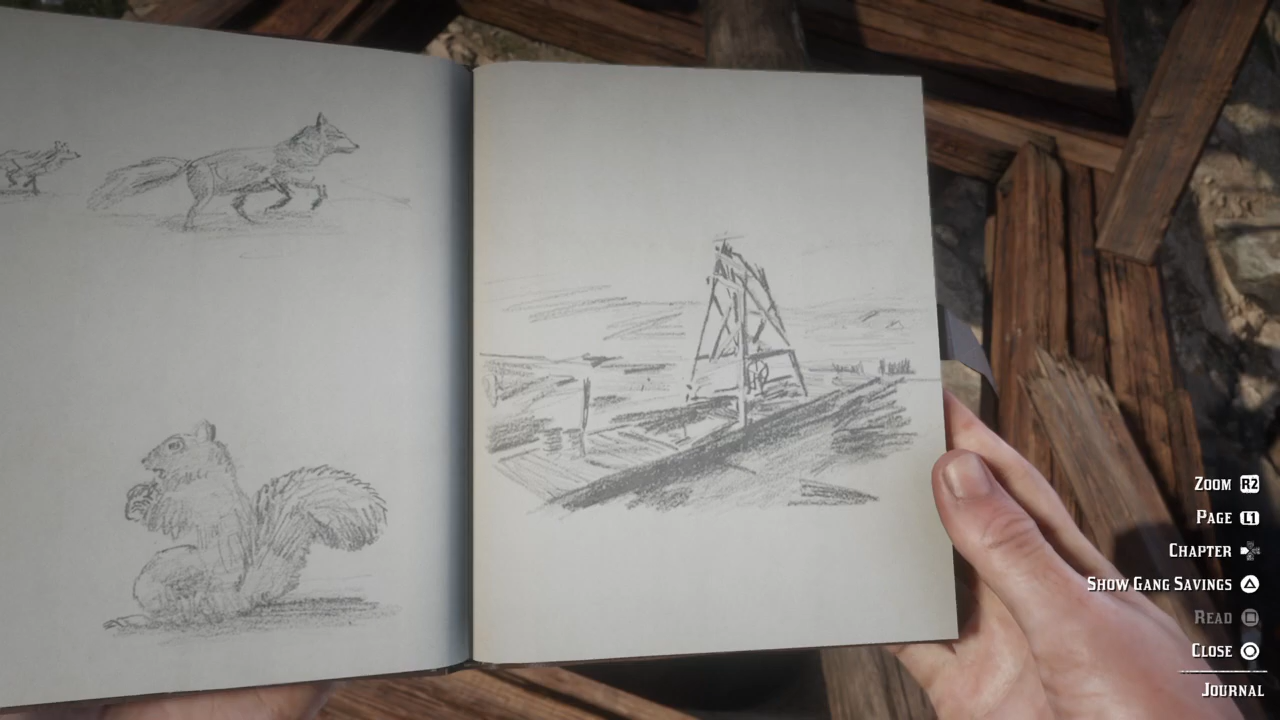 Zoom R2
Page L1
Chapter
Show Gang Savings
Read
Close
Journal